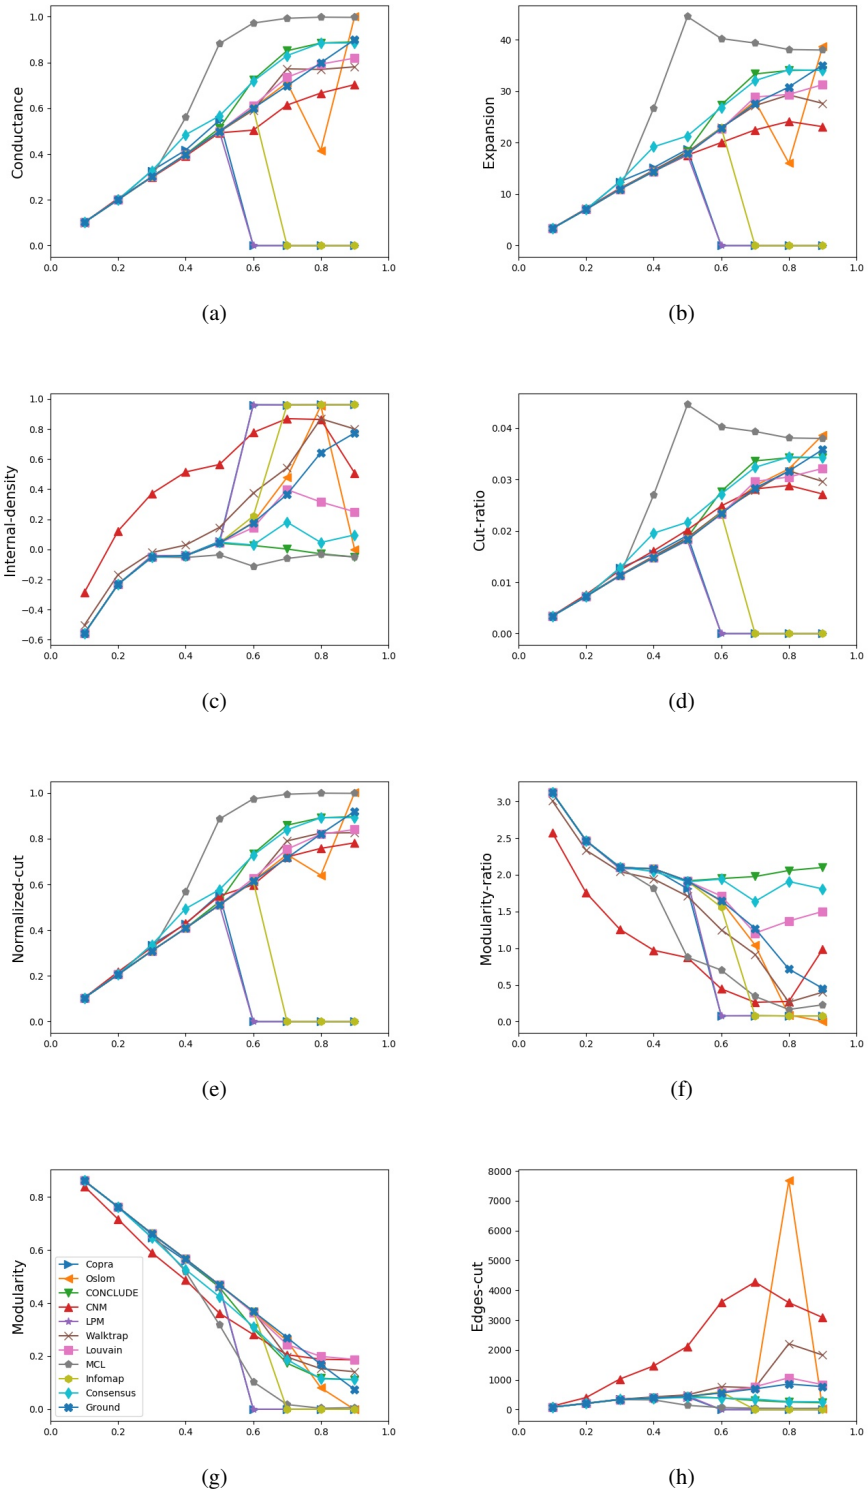 Conductance
1.0
0.8
0.6
0.4
0.2
0.0
0.0 0.2 0.4 0.6 0.8 1.0
(a)
Expansion
40
30
20
10
0
0.0 0.2 0.4 0.6 0.8 1.0
(b)
Internal-density
1.0
0.8
0.6
0.4
0.2
0.0
−0.2
−0.4
−0.6
0.0 0.2 0.4 0.6 0.8 1.0
(c)
Cut-ratio
0.04
0.03
0.02
0.01
0.00
0.0 0.2 0.4 0.6 0.8 1.0
(d)
Normalized-cut
1.0
0.8
0.6
0.4
0.2
0.0
0.0 0.2 0.4 0.6 0.8 1.0
(e)
Modularity-ratio
3.0
2.5
2.0
1.5
1.0
0.5
0.0
0.0 0.2 0.4 0.6 0.8 1.0
(f)
Modularity
0.8
0.6
0.4
0.2
0.0
Copra
Oslom
CONCLUDE
CNM
LPM
Walktrap
Louvain
MCL
Infomap
Consensus
Ground
0.0 0.2 0.4 0.6 0.8 1.0
(g)
Edges-cut
8000
7000
6000
5000
4000
3000
2000
1000
0
0.0 0.2 0.4 0.6 0.8 1.0
(h)